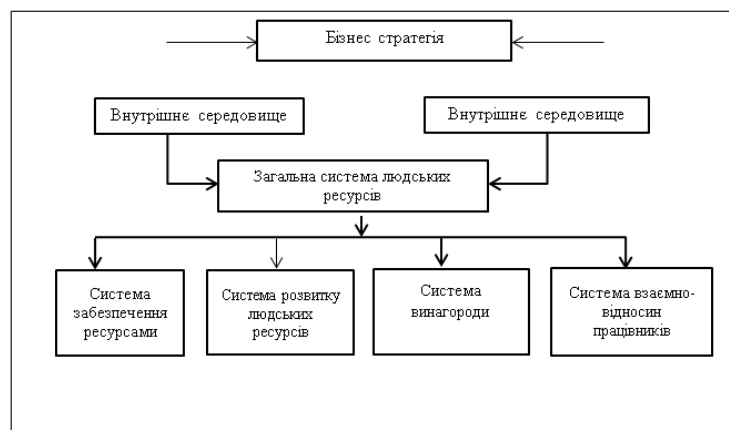 Бізнес стратегія
Внутрішнє середовище
Внутрішнє середовище
Загальна система людських
ресурсів
Система
забезпечення
ресурсами
Система розвитку
людських
ресурсів
Система
винагороди
Система взаємно-
відносин
працівників